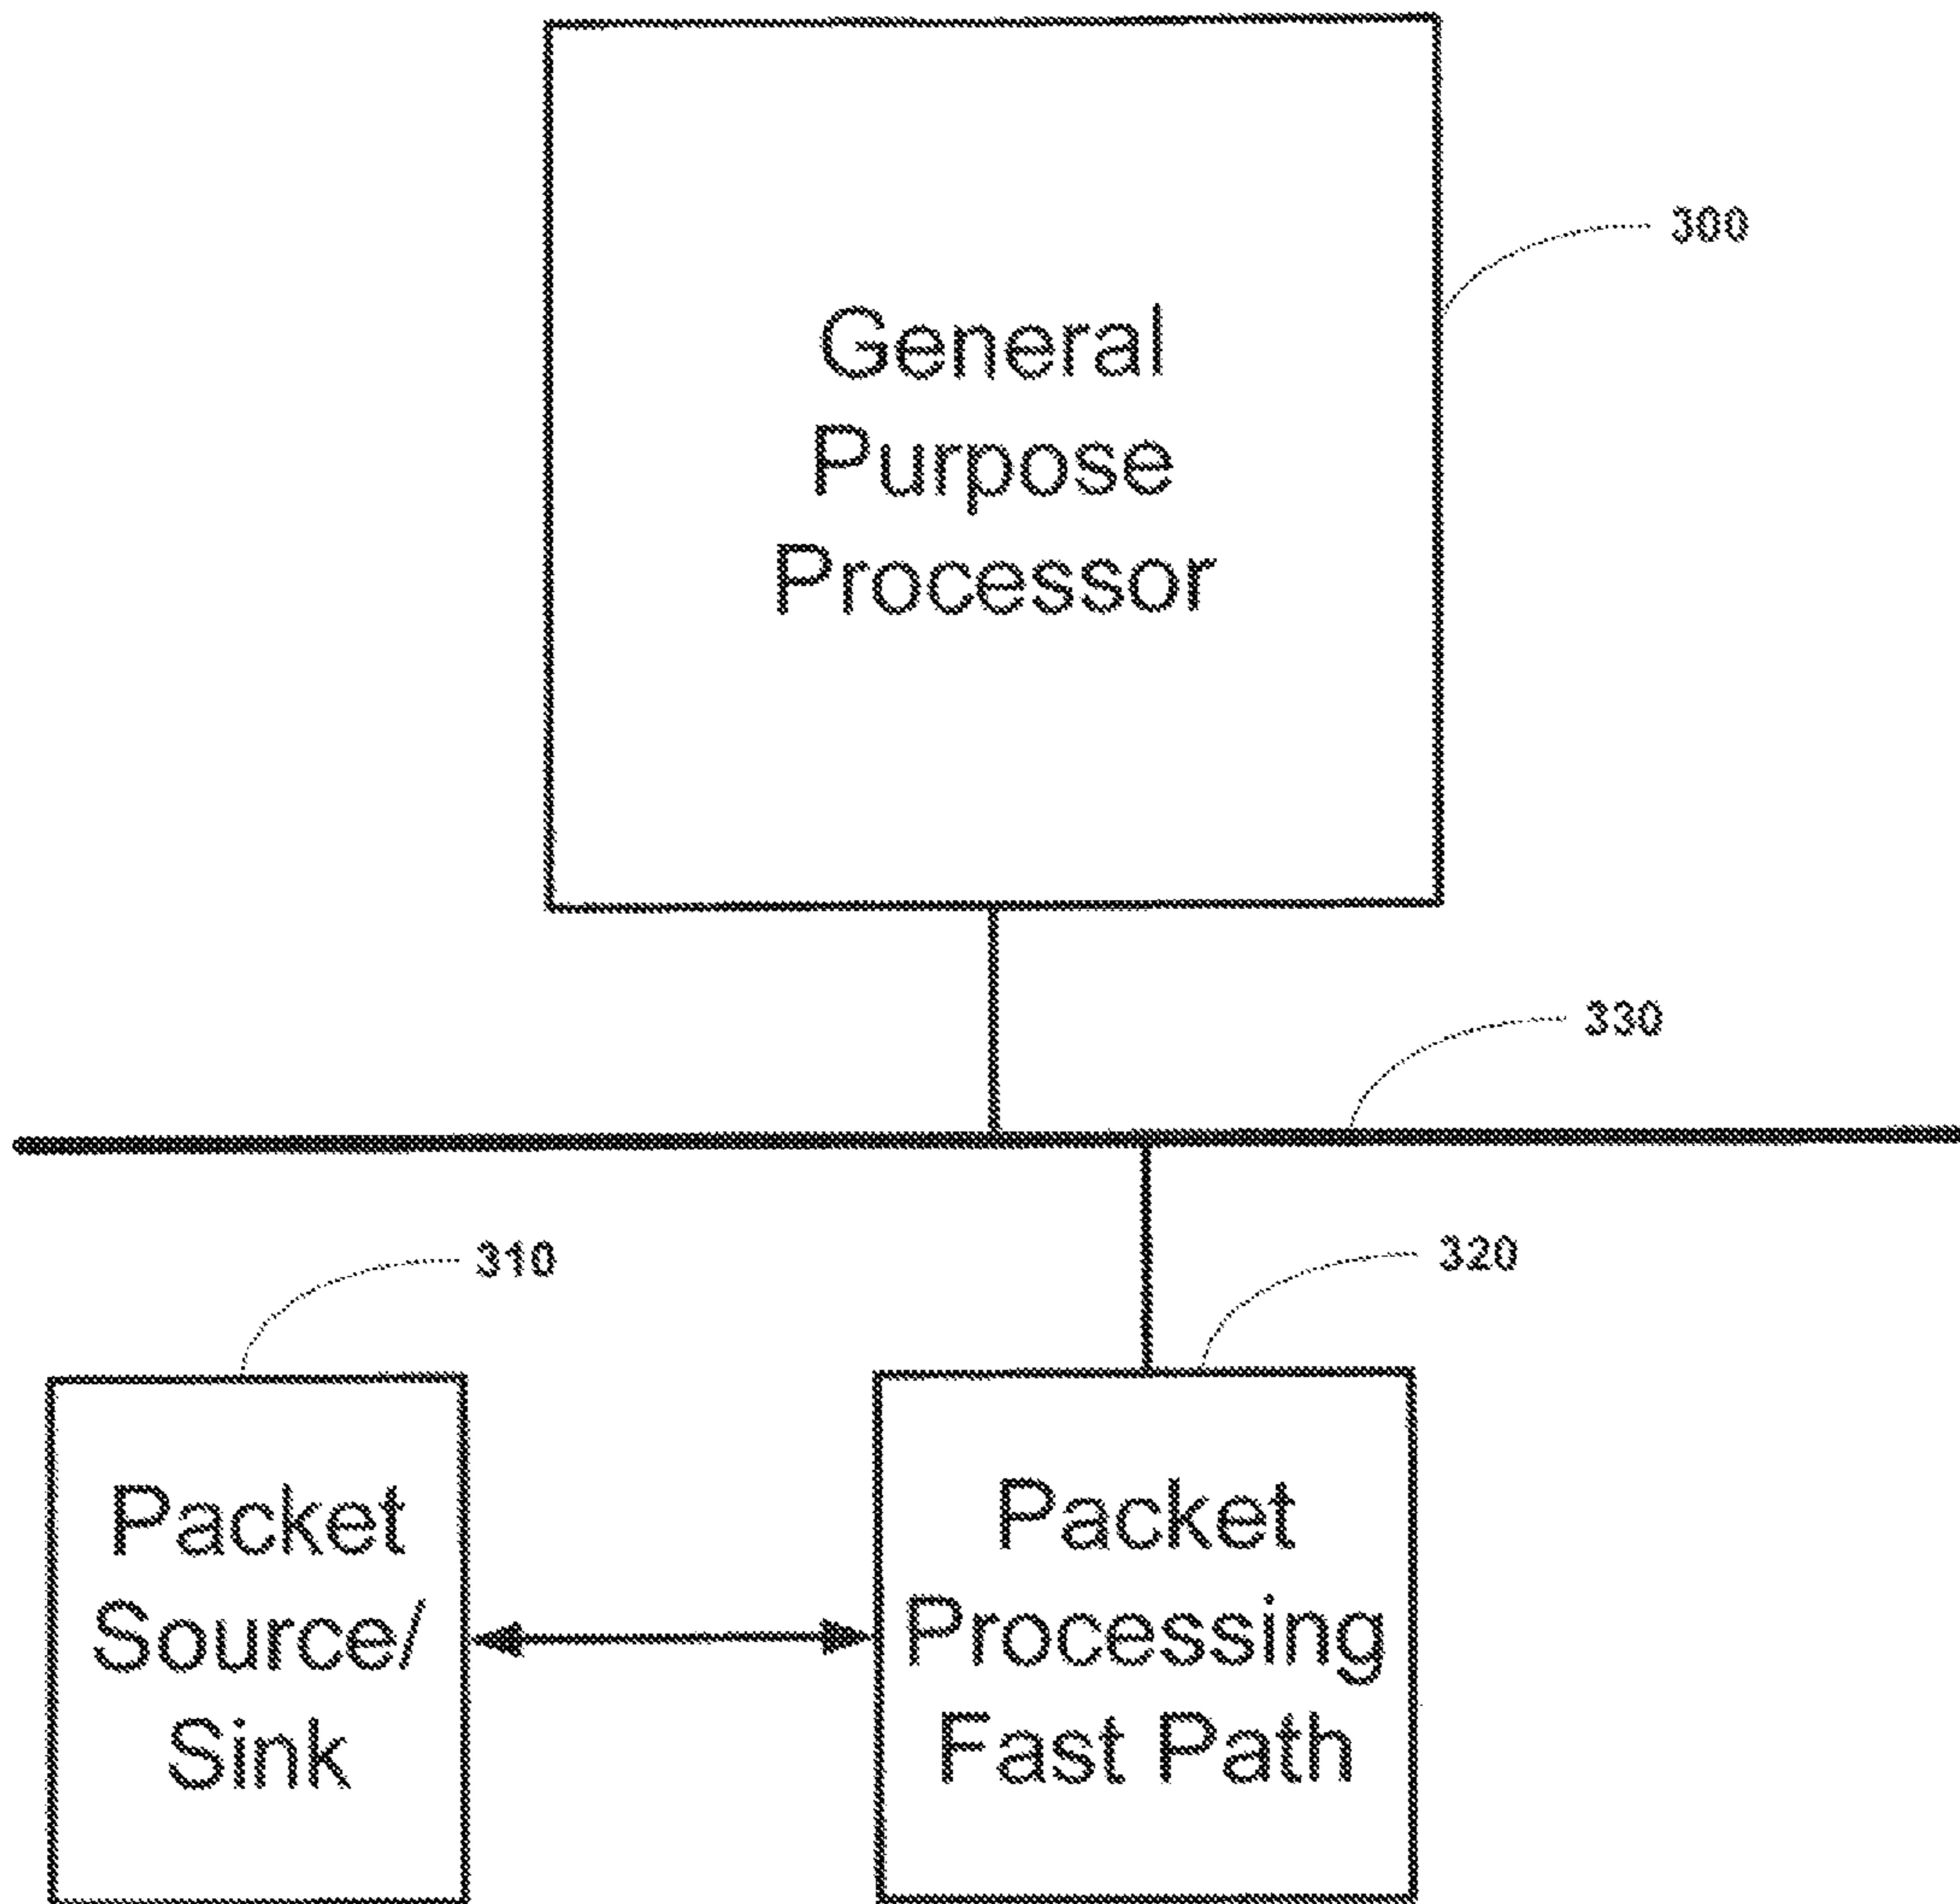 300
General
Purpose
Processor
330
310
320
Packet
Source/
Sink
Packet
Processing
Fast Path